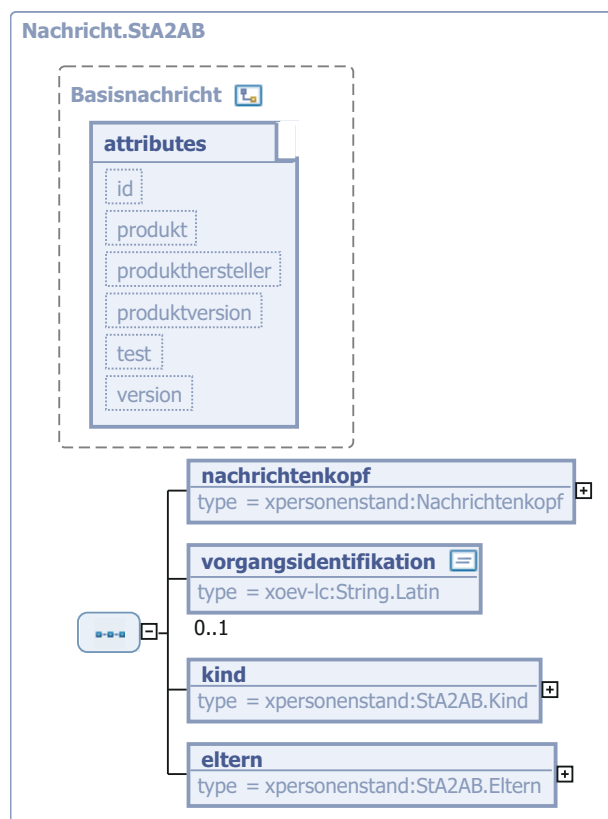 Nachricht.StA2AB
Basisnachricht
attributes
id
produkt
produkthersteller
produktversion
test
version
nachrichtenkopf
type = xpersonenstand:Nachrichtenkopf
vorgangsidentifikation
type = xoev-lc:String.Latin
0..1
kind
type = xpersonenstand:StA2AB.Kind
eltern
type = xpersonenstand:StA2AB.Eltern